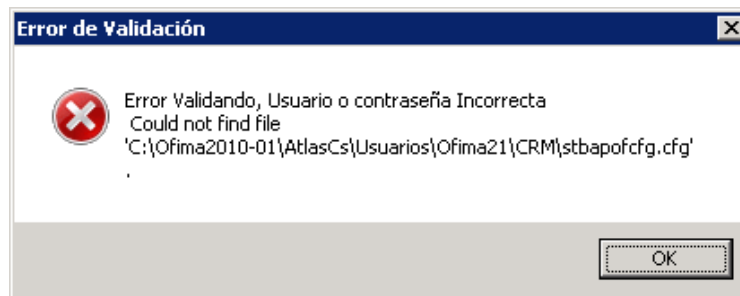 Error de Validación
Error Validando, Usuario o contraseña Incorrecta
Could not find file
'C:\Ofima2010-01\AtlasCs\Usuarios\Ofima21\CRM\stbapofcfg.cfg'
.
OK